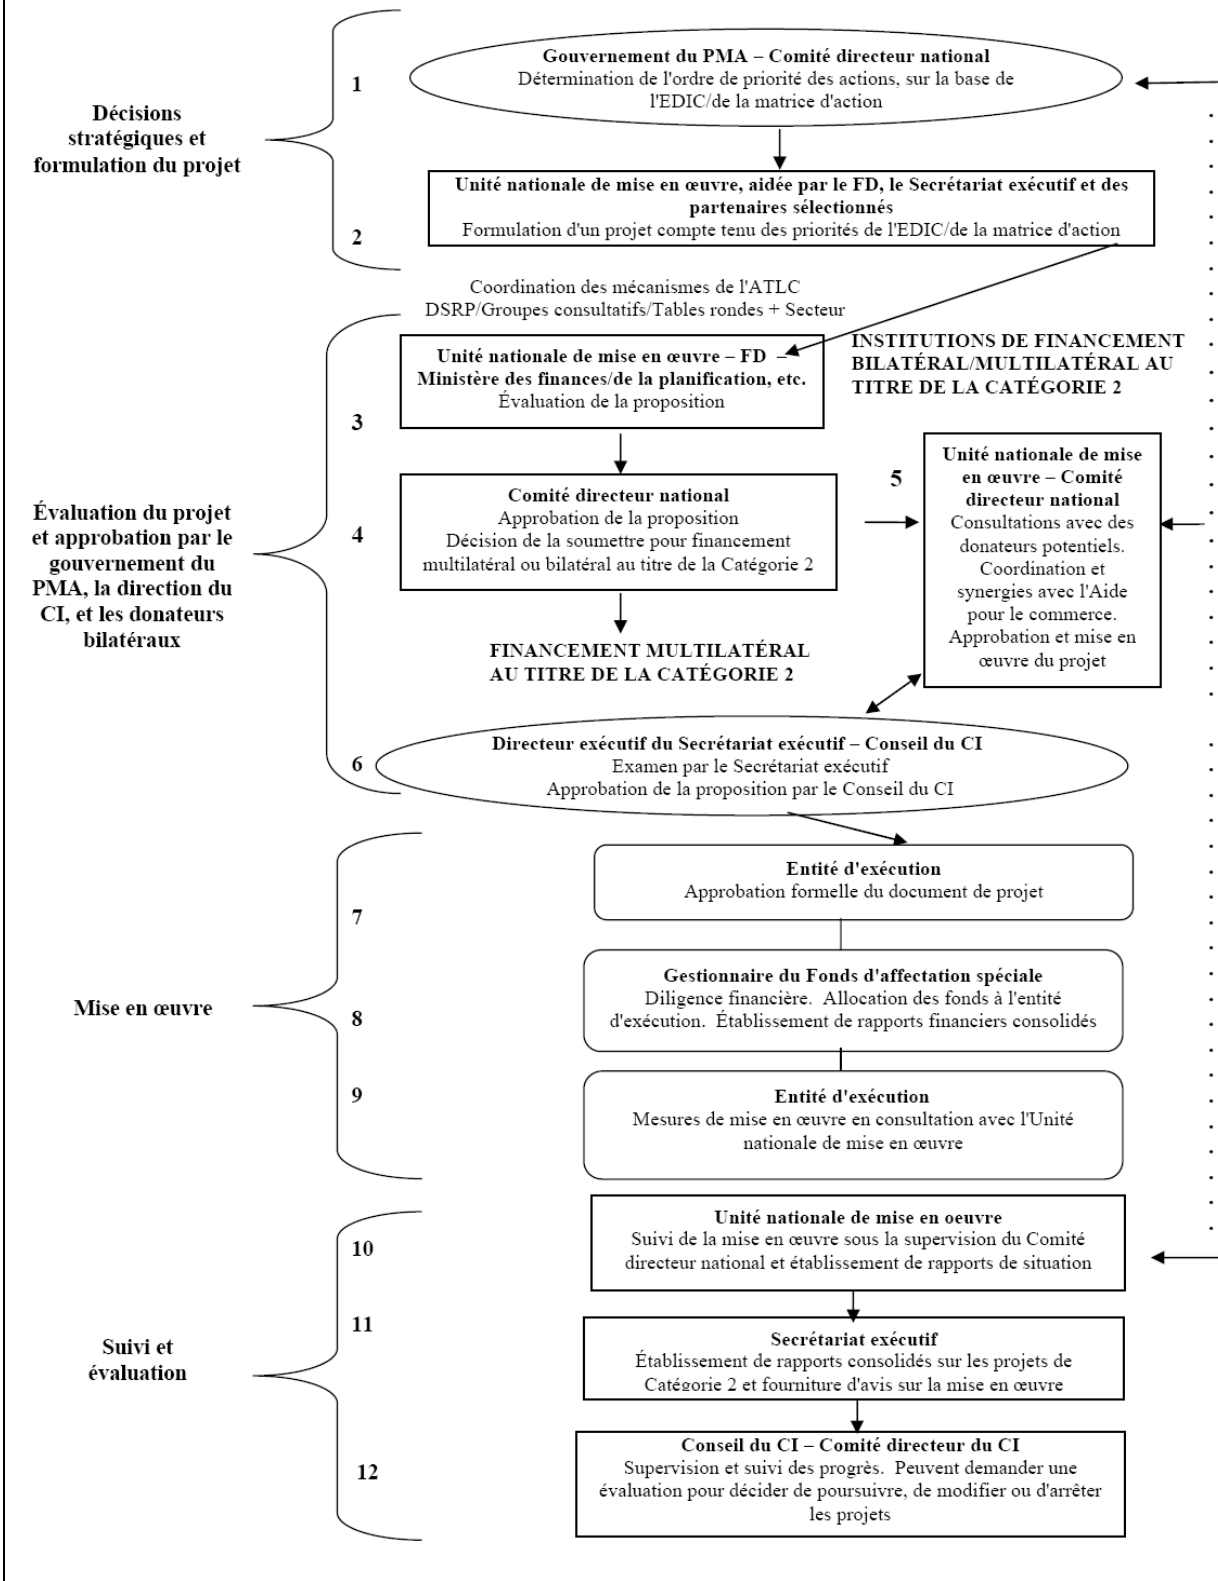 Gouvernement du PMA – Comité directeur national
1
Détermination de l'ordre de priorité des actions, sur la base de
l'EDIC/de la matrice d'action
Décisions
stratégiques et
formulation du projet
Unité nationale de mise en œuvre, aidée par le FD, le Secrétariat exécutif et des
partenaires sélectionnés
2
Formulation d'un projet compte tenu des priorités de l'EDIC/de la matrice d'action
Coordination des mécanismes de l'ATLC
DSRP/Groupes consultatifs/Tables rondes + Secteur
INSTITUTIONS DE FINANCEMENT
BILATÉRAL/MULTILATÉRAL AU
TITRE DE LA CATÉGORIE 2
Unité nationale de mise en œuvre – FD –
Ministère des finances/de la planification, etc.
Évaluation de la proposition
3
Évaluation du projet
et approbation par le
gouvernement du
PMA, la direction du
CI, et les donateurs
bilatéraux
4
Comité directeur national
Approbation de la proposition
Décision de la soumettre pour financement
multilatéral ou bilatéral au titre de la Catégorie 2
5
Unité nationale de mise
en œuvre – Comité
directeur national
Consultations avec des
donateurs potentiels.
Coordination et
synergies avec l'Aide
pour le commerce.
Approbation et mise en
œuvre du projet
FINANCEMENT MULTILATÉRAL
AU TITRE DE LA CATÉGORIE 2
6
Directeur exécutif du Secrétariat exécutif – Conseil du CI
Examen par le Secrétariat exécutif
Approbation de la proposition par le Conseil du CI
Mise en œuvre
7
Entité d'exécution
Approbation formelle du document de projet
8
Gestionnaire du Fonds d'affectation spéciale
Diligence financière. Allocation des fonds à l'entité
d'exécution. Établissement de rapports financiers consolidés
9
Entité d'exécution
Mesures de mise en œuvre en consultation avec l'Unité
nationale de mise en œuvre
Suivi et
évaluation
10
Unité nationale de mise en oeuvre
Suivi de la mise en œuvre sous la supervision du Comité
directeur national et établissement de rapports de situation
11
Secrétariat exécutif
Établissement de rapports consolidés sur les projets de
Catégorie 2 et fourniture d'avis sur la mise en œuvre
12
Conseil du CI – Comité directeur du CI
Supervision et suivi des progrès. Peuvent demander une
évaluation pour décider de poursuivre, de modifier ou d'arrêter
les projets